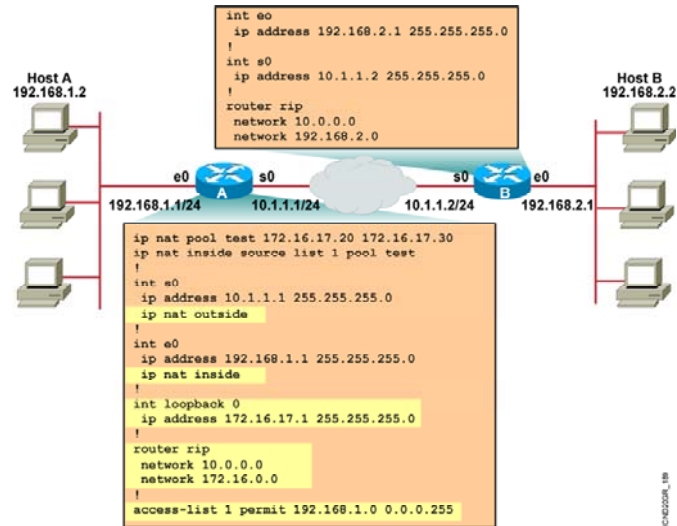 int eo
ip address 192.168.2.1 255.255.255.0
!
int s0
ip address 10.1.1.2 255.255.255.0
!
router rip
network 10.0.0.0
network 192.168.2.0
Host A
192.168.1.2
Host B
192.168.2.2
e0
s0
s0
e0
A
B
192.168.1.1/24
10.1.1.1/24
10.1.1.2/24
192.168.2.1
ip nat pool test 172.16.17.20 172.16.17.30
ip nat inside source list 1 pool test
!
int s0
ip address 10.1.1.1 255.255.255.0
ip nat outside
!
int e0
ip address 192.168.1.1 255.255.255.0
ip nat inside
!
int loopback 0
ip address 172.16.17.1 255.255.255.0
!
router rip
network 10.0.0.0
network 172.16.0.0
!
access-list 1 permit 192.168.1.0 0.0.0.255